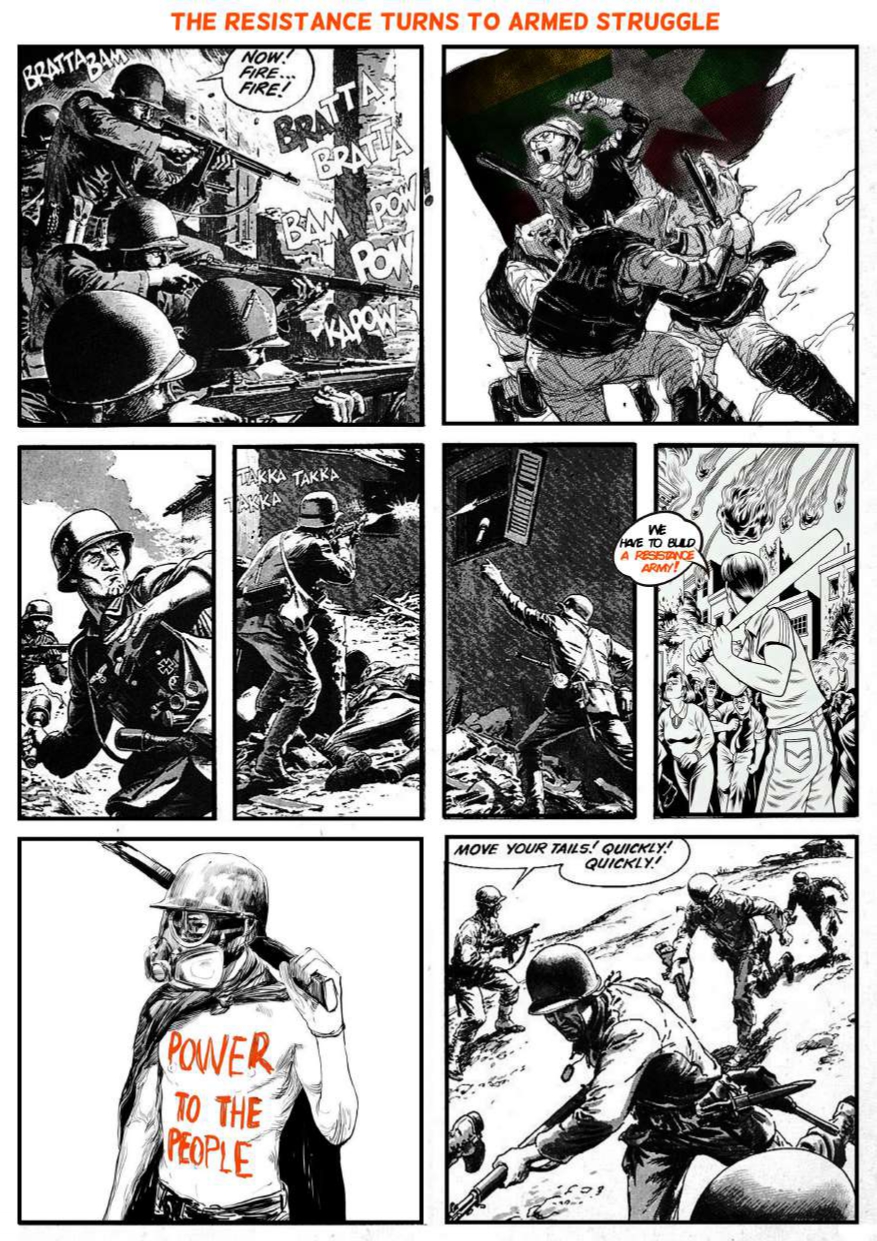 THE RESISTANCE TURNS TO ARMED STRUGGLE
BRATTA BAM
NOW!
FIRE...
FIRE!
BRATTA
BRATTA
BAM POW
POW
KAPOW
POLICE
TAKKA TAKKA
TAKKA
WE
HAVE TO BUILD
A RESISTANCE
ARMY!
POWER
TO THE
PEOPLE
MOVE YOUR TAILS! QUICKLY!
QUICKLY!